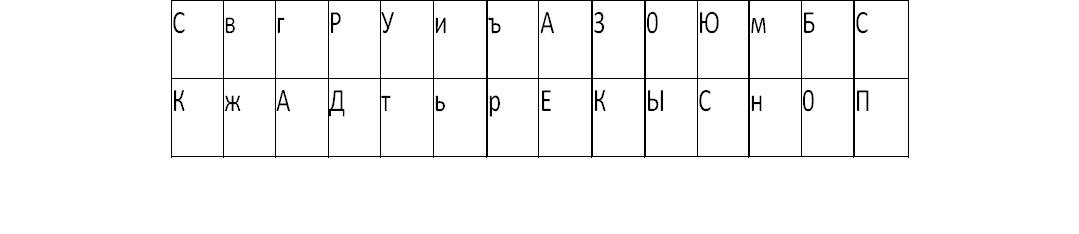 С в г Р У и ъ А З О Ю м Б С
К ж А Д т ь р Е К Ы С н О П